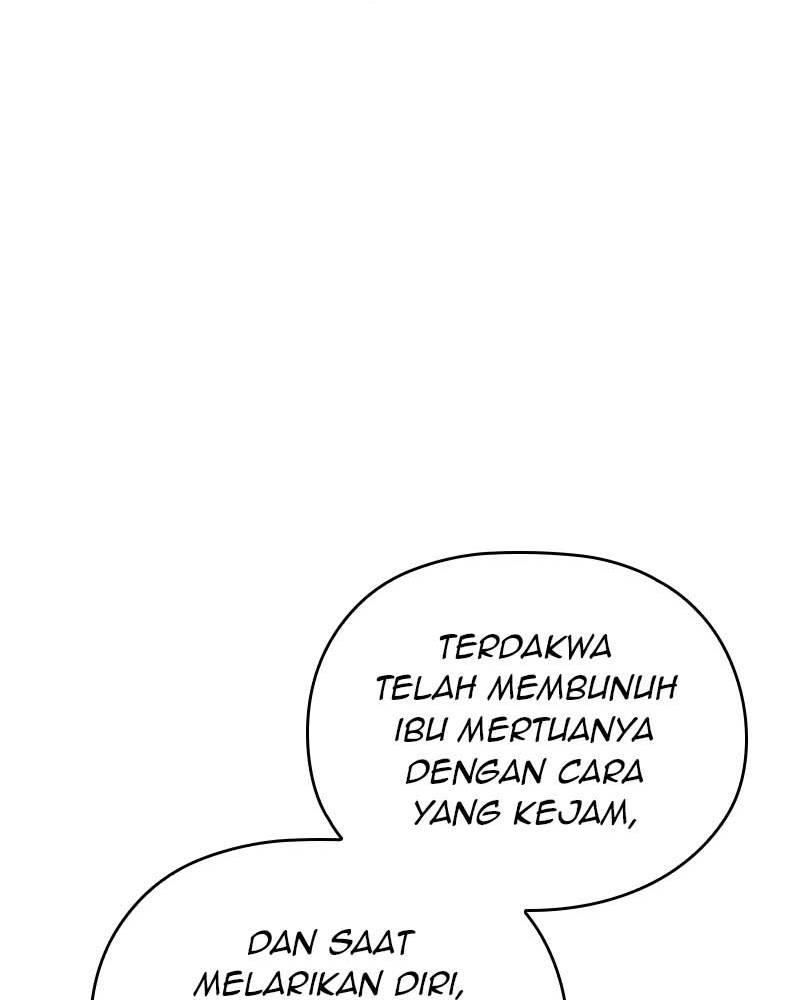 TERDAKWA
TELAH MEMBUNUH
IBU MERTUANYA
DENGAN CARA
YANG KEJAM,
DAN SAAT
MELARIKAN DIRI,